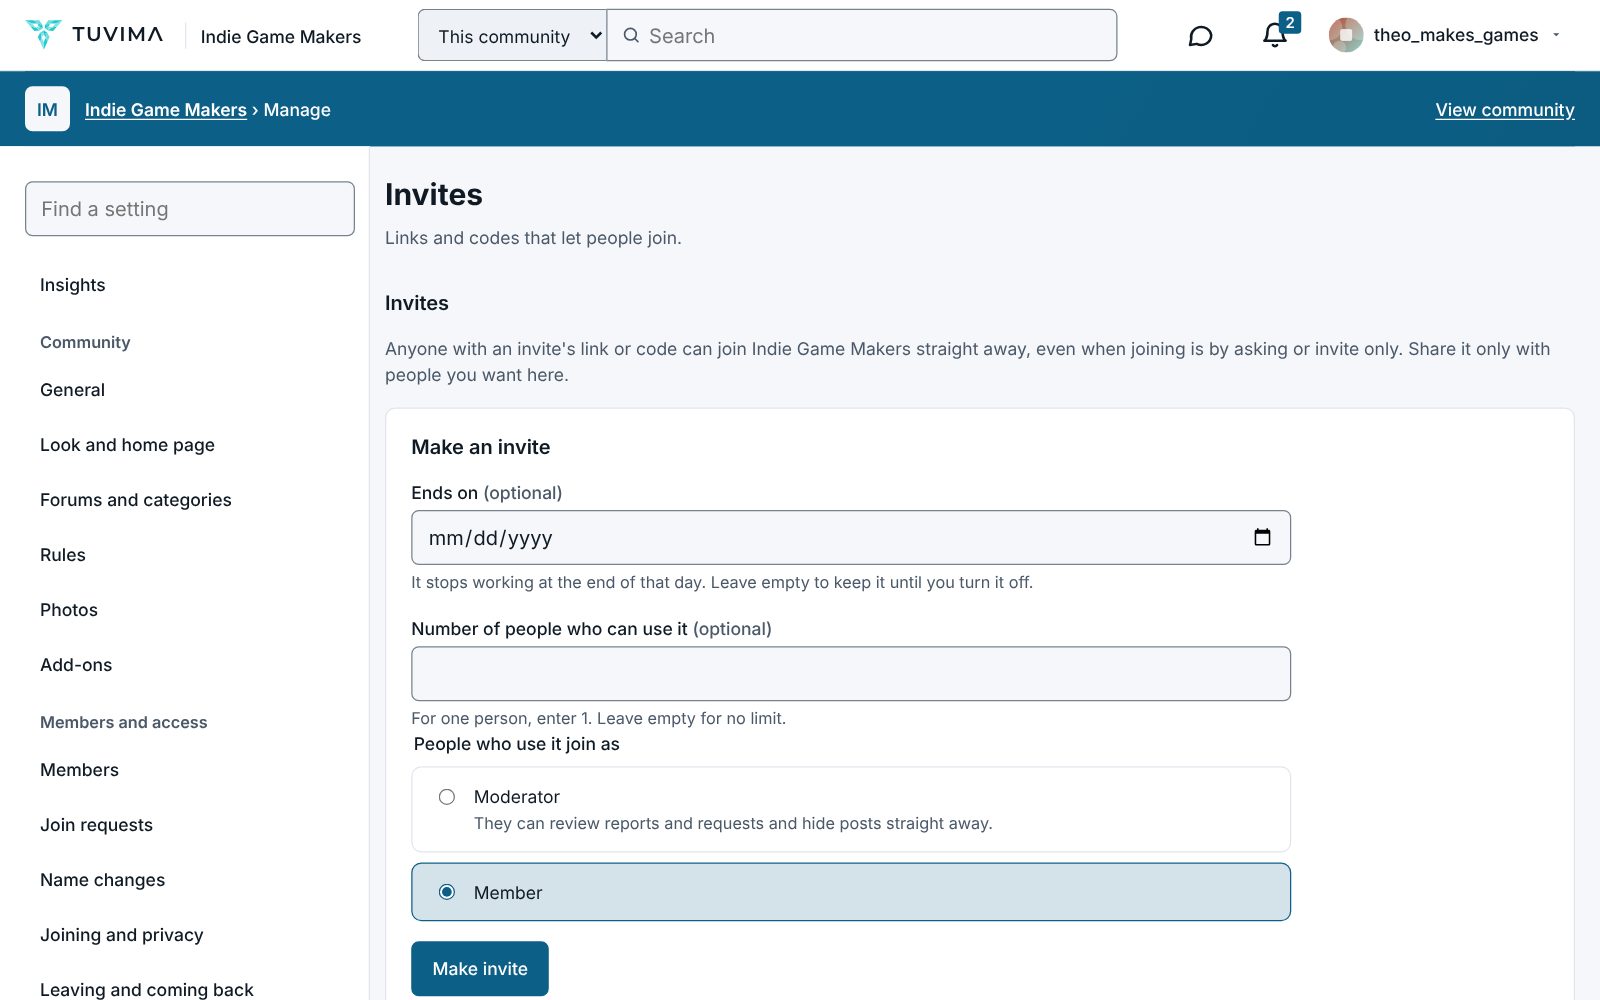 TUVIMA
Indie Game Makers
This community
Search
2
theo_makes_games
IM
Indie Game Makers › Manage
View community
Find a setting
Insights
Community
General
Look and home page
Forums and categories
Rules
Photos
Add-ons
Members and access
Members
Join requests
Name changes
Joining and privacy
Leaving and coming back
Invites
Links and codes that let people join.
Invites
Anyone with an invite's link or code can join Indie Game Makers straight away, even when joining is by asking or invite only. Share it only with
people you want here.
Make an invite
Ends on (optional)
mm/dd/yyyy
It stops working at the end of that day. Leave empty to keep it until you turn it off.
Number of people who can use it (optional)
For one person, enter 1. Leave empty for no limit.
People who use it join as
Moderator
They can review reports and requests and hide posts straight away.
Member
Make invite